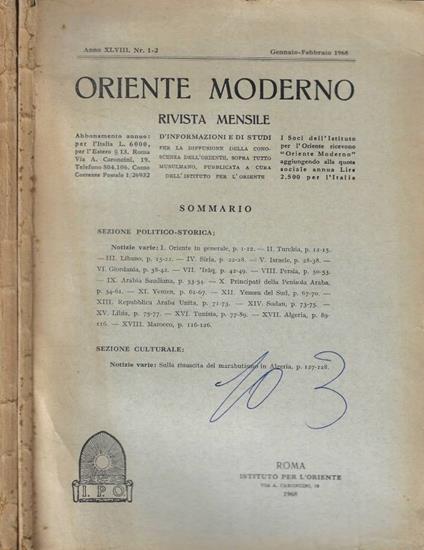 Anno XLVIII. Nr. 1-2
Gennaio-Febbraio 1968
ORIENTE MODERNO
RIVISTA MENSILE
Abbonamento annuo:
per l'Italia L. 6000,
per l'Estero $ 13, Roma
Via A. Caroncini, 19.
Telefono 804.106. Conto
Corrente Postale 1/26932
D'INFORMAZIONI E DI STUDI
PER LA DIFFUSIONE DELLA CONO-
SCENZA DELL'ORIENTE, SOPRA TUTTO
MUSULMANO, PUBBLICATA A CURA
DELL'ISTITUTO PER L'ORIENTE
I Soci dell'Istituto
per l'Oriente ricevono
"Oriente Moderno"
aggiungendo alla quota
sociale annua Lire
2.500 per l'Italia
SOMMARIO
SEZIONE POLITICO-STORICA;
Notizie varie: I. Oriente in generale, p. 1-12. — II. Turchia, p. 12-15.
— III. Libano, p. 15-21. — IV. Siria, p. 22-28. — V. Israele, p. 28-38.
— VI. Giordania, p. 38-42. — VII. 'Irāq, p. 42-49. — VIII. Persia, p. 50-53.
— IX. Arabia Saudiana, p. 53-54. — X. Principati della Penisola Araba,
p. 54-61. — XI. Yemen, p. 61-67. — XII. Yemen del Sud, p. 67-70. —
XIII. Repubblica Araba Unita, p. 71-73. — XIV. Sudan, p. 73-75. —
XV. Libia, p. 75-77. — XVI. Tunisia, p. 77-89. — XVII. Algeria, p. 89-
116. — XVIII. Marocco, p. 116-126.
SEZIONE CULTURALE:
Notizie varie: Sulla rinascita del marabutismo in Algeria, p. 127-128.
103
I. P. O.
ROMA
ISTITUTO PER L'ORIENTE
VIA A. CARONCINI, 19
1968